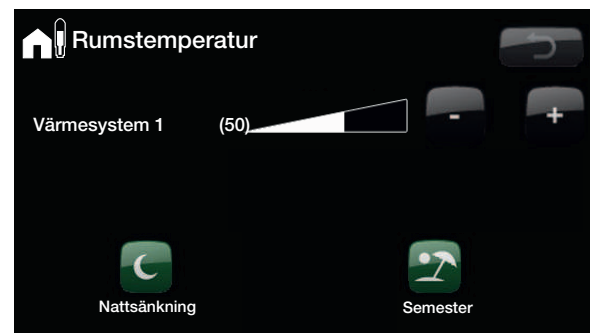 Rumstemperatur
Värmesystem 1 (50) - +
Nattsänkning Semester